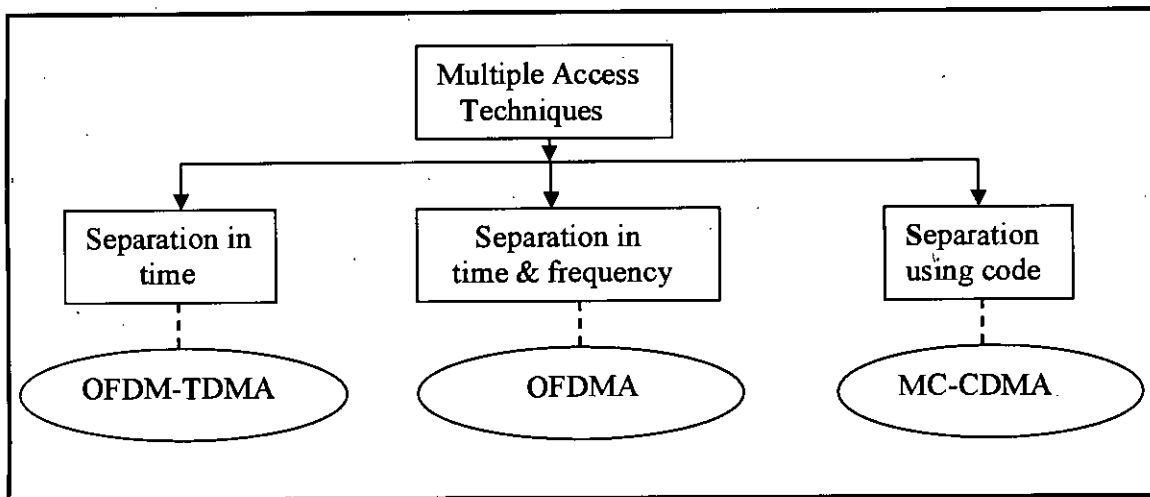 Multiple Access
Techniques
Separation in
time
Separation in
time & frequency
Separation
using code
OFDM-TDMA
OFDMA
MC-CDMA